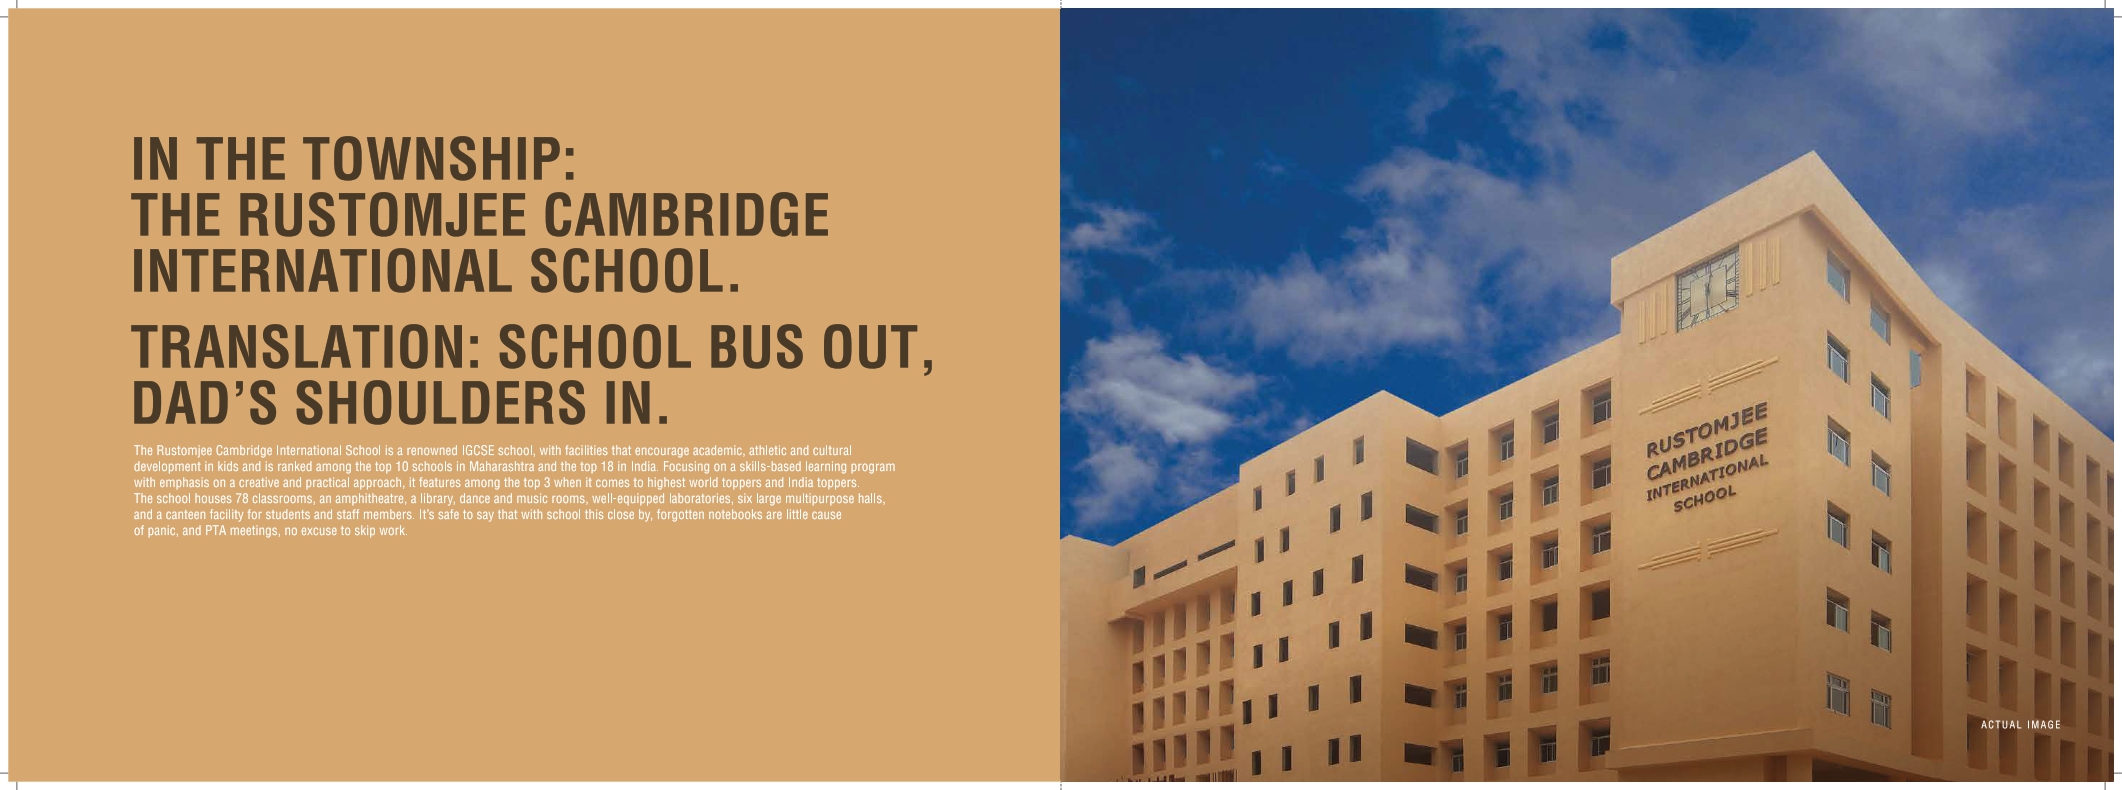 IN THE TOWNSHIP:
THE RUSTOMJEE CAMBRIDGE
INTERNATIONAL SCHOOL.
TRANSLATION: SCHOOL BUS OUT,
DAD'S SHOULDERS IN.
The Rustomjee Cambridge International School is a renowned IGCSE school, with facilities that encourage academic, athletic and cultural
development in kids and is ranked among the top 10 schools in Maharashtra and the top 18 in India. Focusing on a skills-based learning program
with emphasis on a creative and practical approach, it features among the top 3 when it comes to highest world toppers and India toppers.
The school houses 78 classrooms, an amphitheatre, a library, dance and music rooms, well-equipped laboratories, six large multipurpose halls,
and a canteen facility for students and staff members. It's safe to say that with school this close by, forgotten notebooks are little cause
of panic, and PTA meetings, no excuse to skip work.
RUSTOMJEE
CAMBRIDGE
INTERNATIONAL
SCHOOL
ACTUAL IMAGE